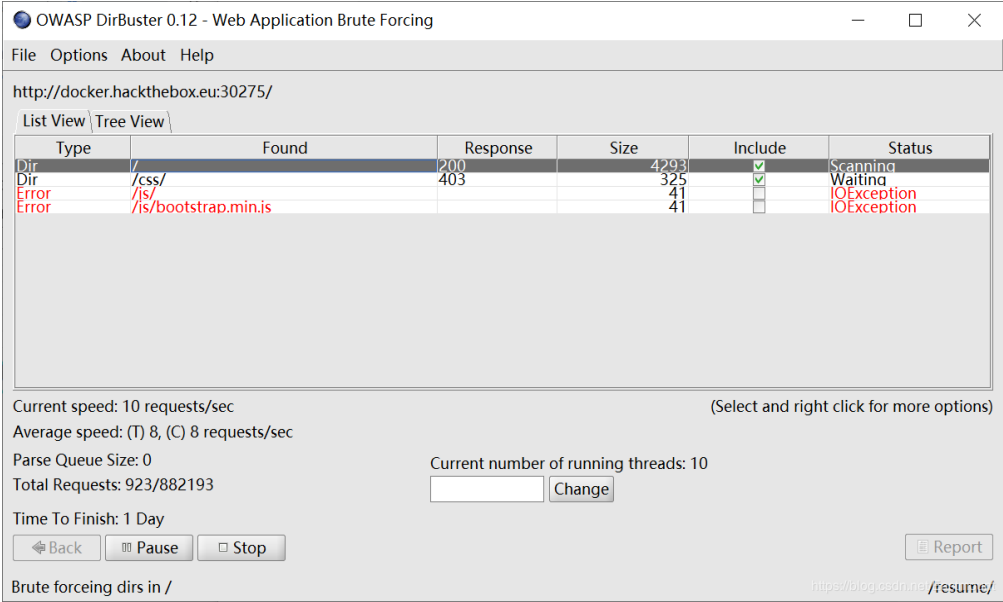 OWASP DirBuster 0.12 - Web Application Brute Forcing
File Options About Help
http://docker.hackthebox.eu:30275/
List View Tree View
Type Found Response Size Include Status
Dir / 200 4293 Scanning
Dir /css/ 403 325 Waiting
Error /js/ 41 IOException
Error /js/bootstrap.min.js 41 IOException
Current speed: 10 requests/sec (Select and right click for more options)
Average speed: (T) 8, (C) 8 requests/sec
Parse Queue Size: 0
Current number of running threads: 10
Total Requests: 923/882193
Change
Time To Finish: 1 Day
Back Pause Stop Report
Brute forceing dirs in / /resume/